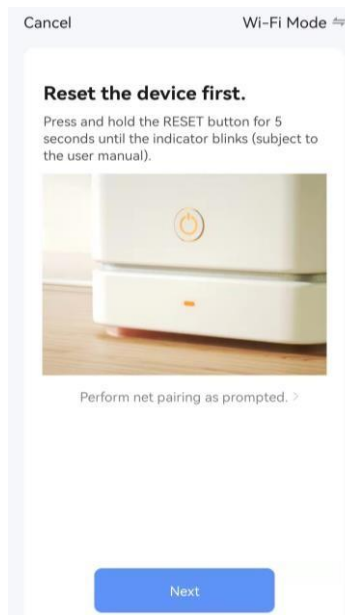 Cancel
Wi-Fi Mode
Reset the device first.
Press and hold the RESET button for 5
seconds until the indicator blinks (subject to
the user manual).
Perform net pairing as prompted. >
Next